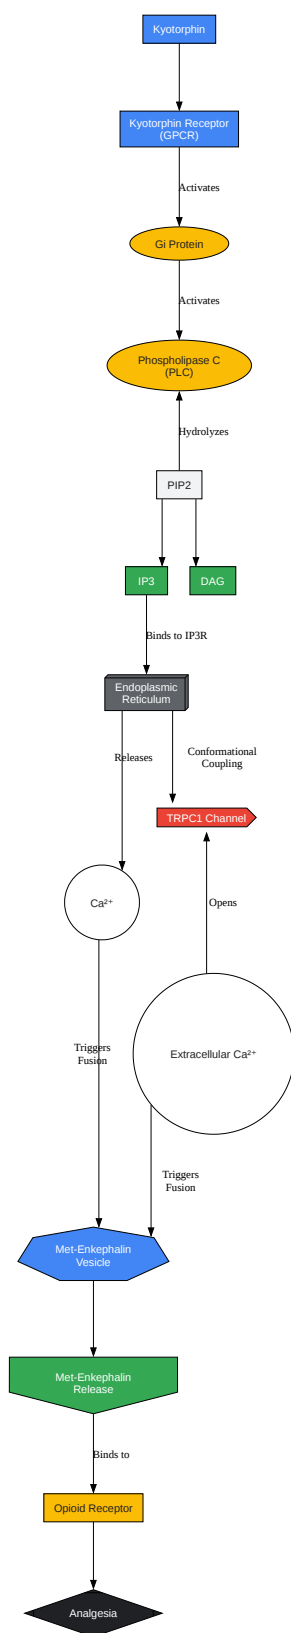 Kyotorphin
Kyotorphin Receptor
(GPCR)
Activates
Gi Protein
Activates
Phospholipase C
(PLC)
Hydrolyzes
PIP2
IP3
DAG
Binds to IP3R
Endoplasmic
Reticulum
Releases
Conformational
Coupling
TRPC1 Channel
Ca²⁺
Opens
Extracellular Ca²⁺
Triggers
Fusion
Triggers
Fusion
Met-Enkephalin
Vesicle
Met-Enkephalin
Release
Binds to
Opioid Receptor
Analgesia